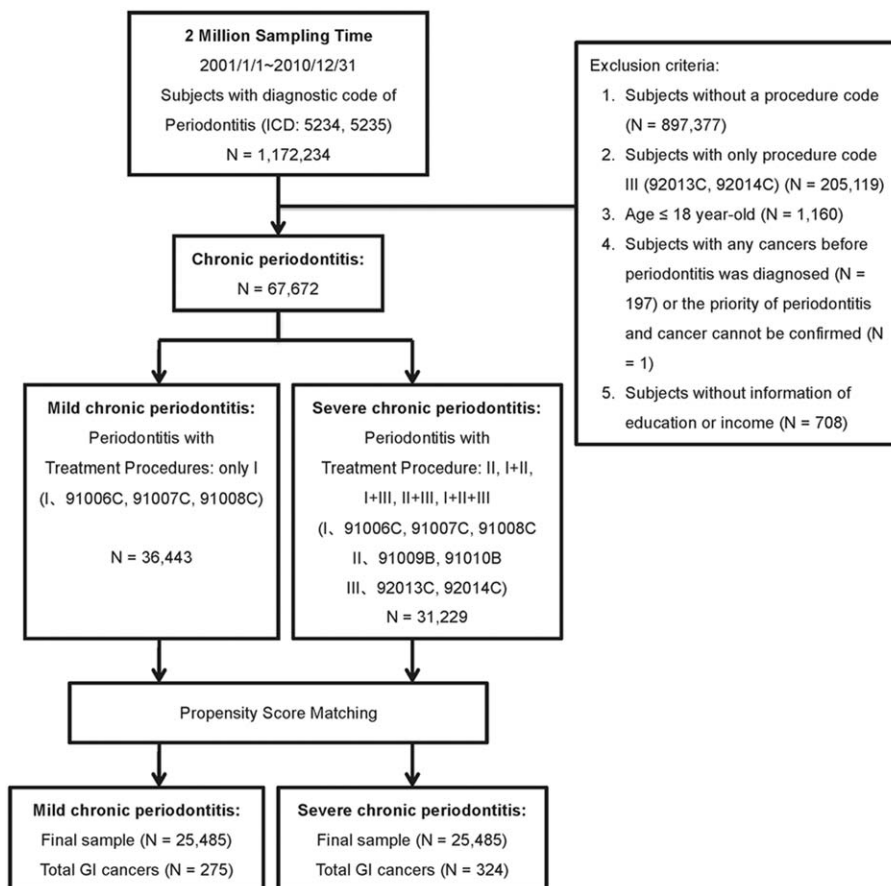 2 Million Sampling Time
2001/1/1~2010/12/31
Subjects with diagnostic code of
Periodontitis (ICD: 5234, 5235)
N = 1,172,234
Exclusion criteria:
1. Subjects without a procedure code
(N = 897,377)
2. Subjects with only procedure code
III (92013C, 92014C) (N = 205,119)
3. Age ≤ 18 year-old (N = 1,160)
4. Subjects with any cancers before
periodontitis was diagnosed (N =
197) or the priority of periodontitis
and cancer cannot be confirmed (N
= 1)
5. Subjects without information of
education or income (N = 708)
Chronic periodontitis:
N = 67,672
Mild chronic periodontitis:
Periodontitis with
Treatment Procedures: only I
(I、91006C, 91007C, 91008C)
N = 36,443
Severe chronic periodontitis:
Periodontitis with
Treatment Procedure: II, I+II,
I+III, II+III, I+II+III
(I、91006C, 91007C, 91008C
II、91009B, 91010B
III、92013C, 92014C)
N = 31,229
Propensity Score Matching
Mild chronic periodontitis:
Final sample (N = 25,485)
Total GI cancers (N = 275)
Severe chronic periodontitis:
Final sample (N = 25,485)
Total GI cancers (N = 324)